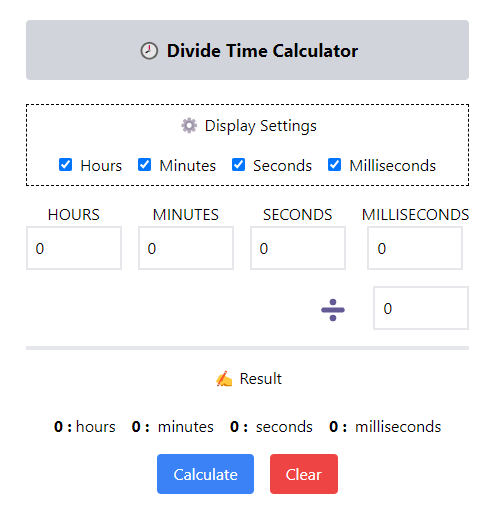 Divide Time Calculator
Display Settings
Hours Minutes Seconds Milliseconds
HOURS MINUTES SECONDS MILLISECONDS
0 0 0 0
÷ 0
Result
0 : hours 0 : minutes 0 : seconds 0 : milliseconds
Calculate Clear